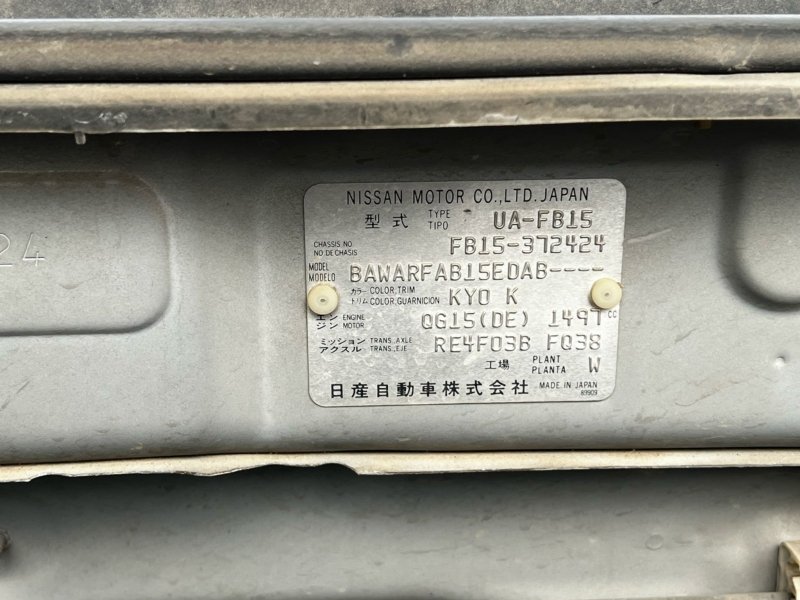 24
NISSAN MOTOR CO.,LTD. JAPAN
型式 TYPE TIPO UA-FB15
CHASSIS NO. NO. DE CHASIS FB15-372424
MODEL MODELO BAWARFAB15EDAB----
カラー COLOR, TRIM トリム COLOR, GUARNICION KY0 K
エンジン ENGINE MOTOR QG15(DE) 1497 cc
ミッション TRANS., AXLE アクスル TRANS., EJE RE4F03B FQ38
工場 PLANT PLANTA W
日産自動車株式会社 MADE IN JAPAN
89909